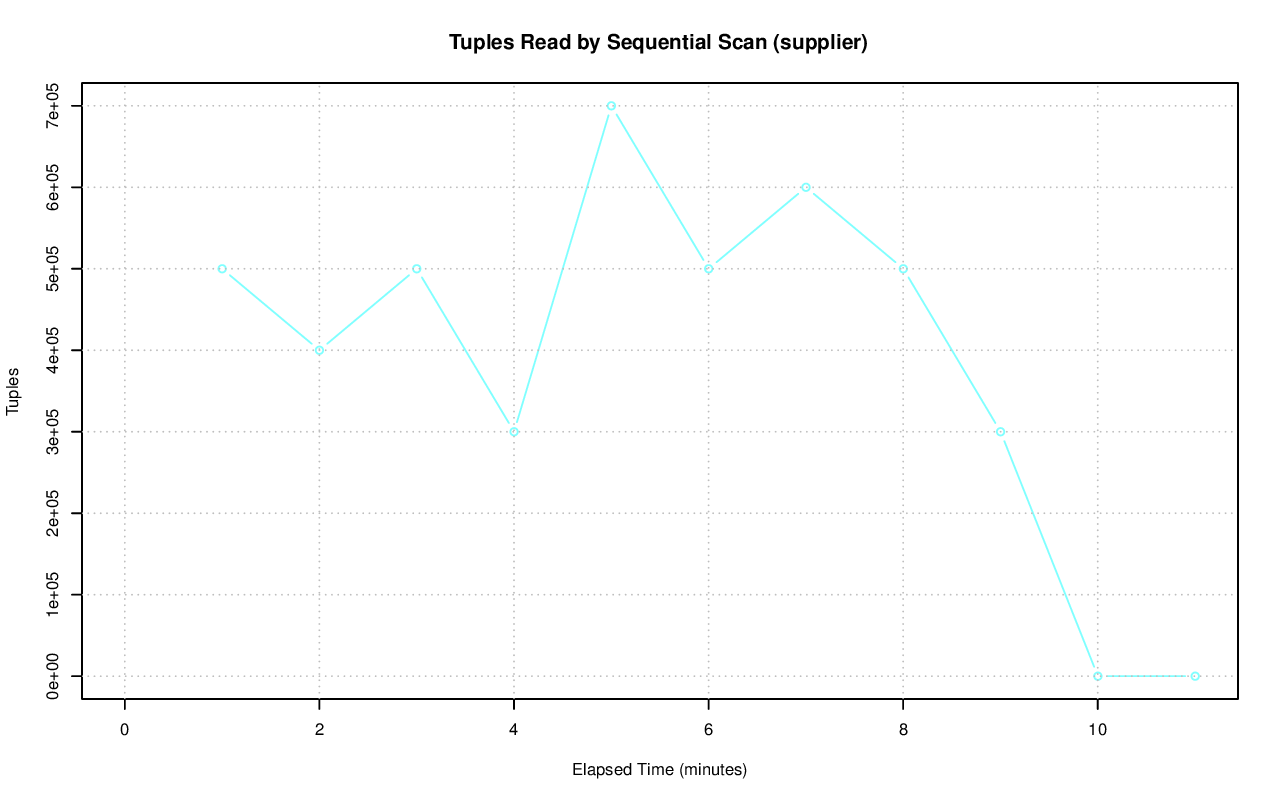 Tuples Read by Sequential Scan (supplier)
7e+05
6e+05
5e+05
4e+05
3e+05
2e+05
1e+05
0e+00
Tuples
0 2 4 6 8 10
Elapsed Time (minutes)